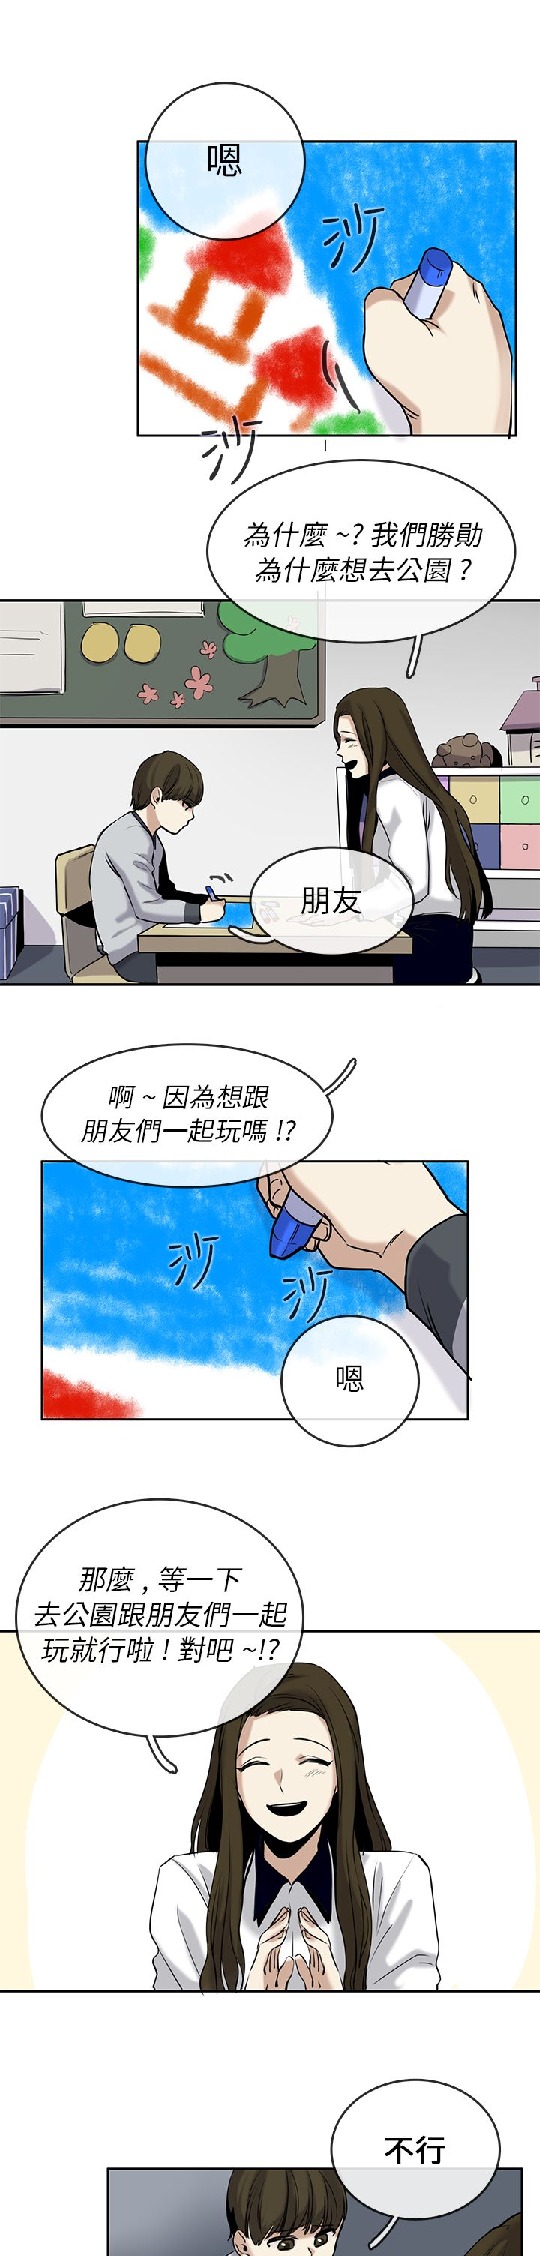 嗯
沙
沙
為什麼~?我們勝勛
為什麼想去公園?
朋友
啊~因為想跟
朋友們一起玩嗎!?
沙
沙
嗯
那麼,等一下
去公園跟朋友們一起
玩就行啦!對吧~!?
不行